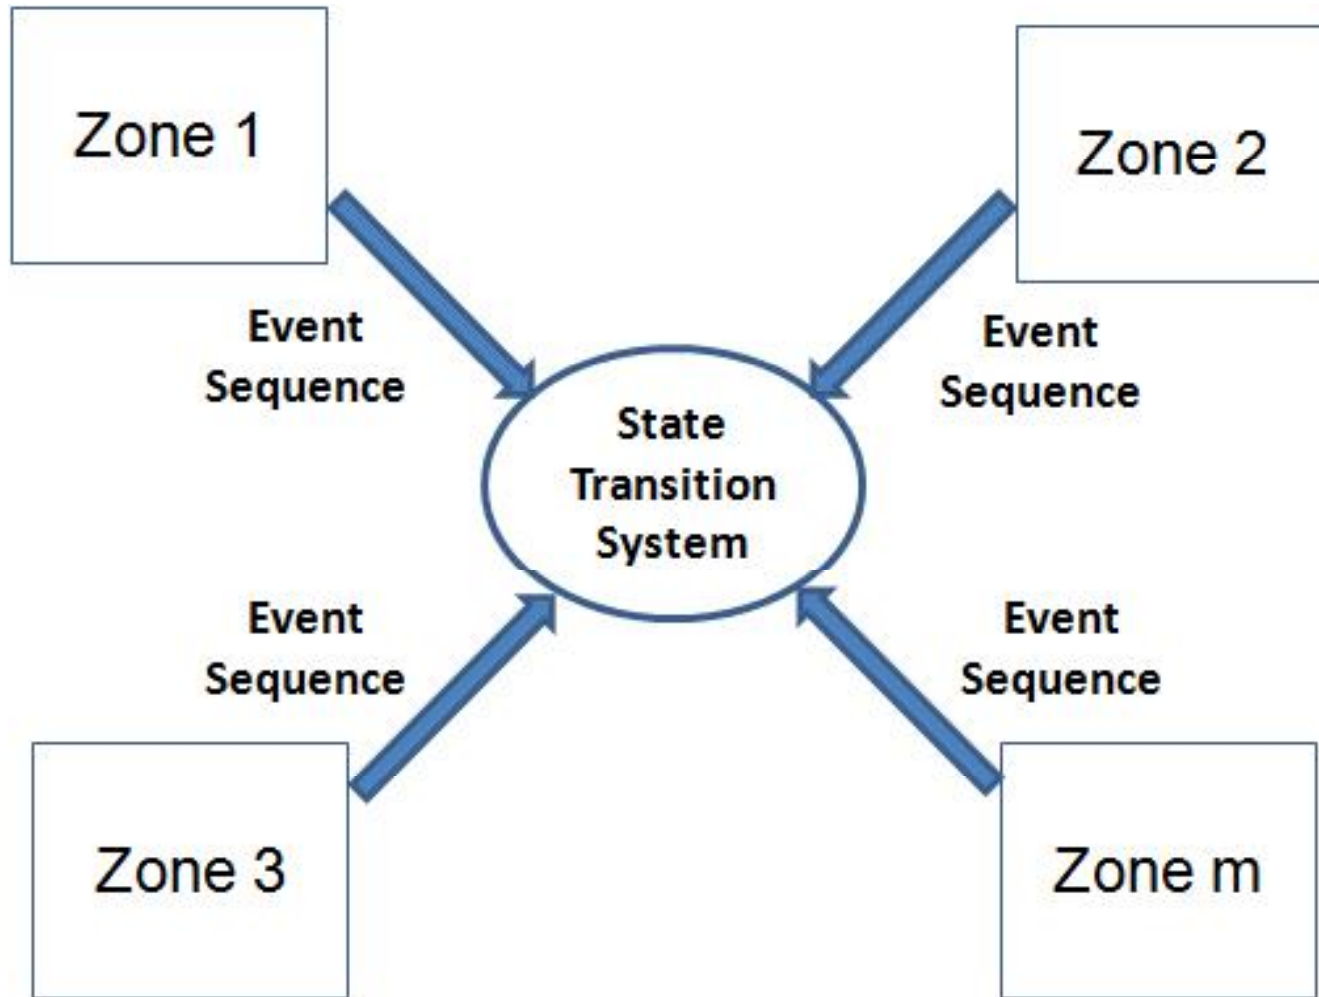 Zone 1
Zone 2
Event
Sequence
Event
Sequence
State
Transition
System
Event
Sequence
Event
Sequence
Zone 3
Zone m